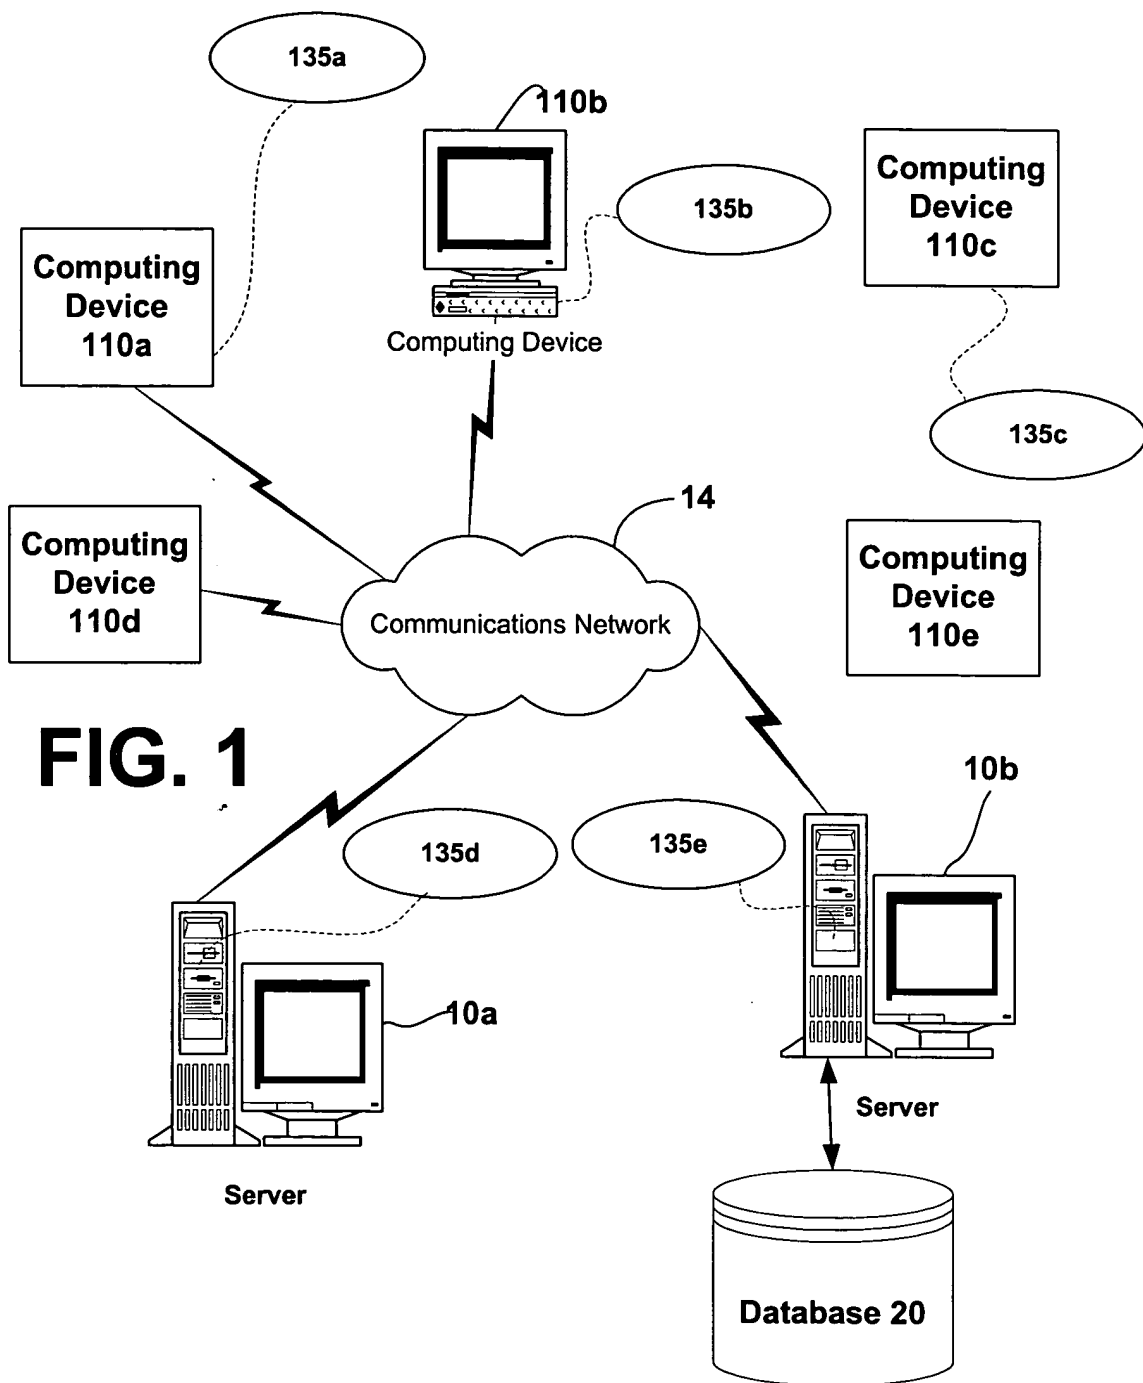 135a
110b
135b
Computing
Device
110c
Computing
Device
110a
Computing Device
135c
14
Computing
Device
110d
Communications Network
Computing
Device
110e
FIG. 1
10b
135d
135e
10a
Server
Server
Database 20